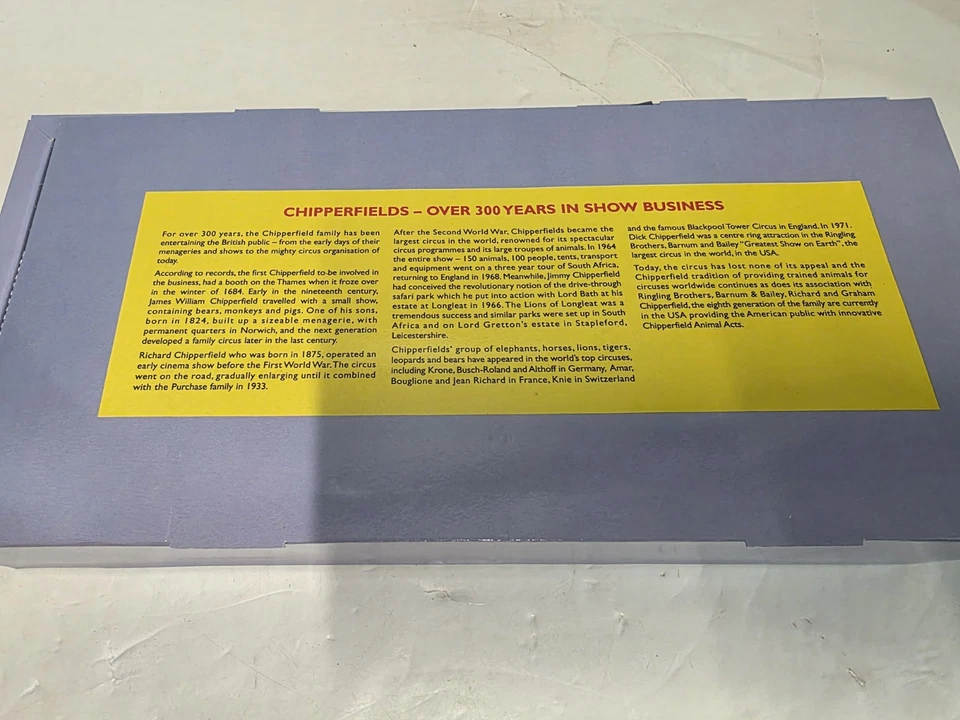 CHIPPERFIELDS – OVER 300 YEARS IN SHOW BUSINESS
For over 300 years, the Chipperfield family has been
entertaining the British public – from the early days of their
menageries and shows to the mighty circus organisation of
today.
According to records, the first Chipperfield to-be involved in
the business, had a booth on the Thames when it froze over
in the winter of 1684. Early in the nineteenth century,
James William Chipperfield travelled with a small show,
containing bears, monkeys and pigs. One of his sons,
born in 1824, built up a sizeable menagerie, with
permanent quarters in Norwich, and the next generation
developed a family circus later in the last century.
Richard Chipperfield who was born in 1875, operated an
early cinema show before the First World War. The circus
went on the road, gradually enlarging until it combined
with the Purchase family in 1933.
After the Second World War, Chipperfields became the
largest circus in the world, renowned for its spectacular
circus programmes and its large troupes of animals. In 1964
the entire show – 150 animals, 100 people, tents, transport
and equipment went on a three year tour of South Africa,
returning to England in 1968. Meanwhile, Jimmy Chipperfield
had conceived the revolutionary notion of the drive-through
safari park which he put into action with Lord Bath at his
estate at Longleat in 1966. The Lions of Longleat was a
tremendous success and similar parks were set up in South
Africa and on Lord Gretton's estate in Stapleford,
Leicestershire.
Chipperfields' group of elephants, horses, lions, tigers,
leopards and bears have appeared in the world's top circuses,
including Krone, Busch-Roland and Althoff in Germany, Amar,
Bouglione and Jean Richard in France, Knie in Switzerland
and the famous Blackpool Tower Circus in England. In 1971,
Dick Chipperfield was a centre ring attraction in the Ringling
Brothers, Barnum and Bailey "Greatest Show on Earth", the
largest circus in the world, in the USA.
Today, the circus has lost none of its appeal and the
Chipperfield tradition of providing trained animals for
circuses worldwide continues as does its association with
Ringling Brothers, Barnum & Bailey, Richard and Graham
Chipperfield, the eighth generation of the family are currently
in the USA providing the American public with innovative
Chipperfield Animal Acts.